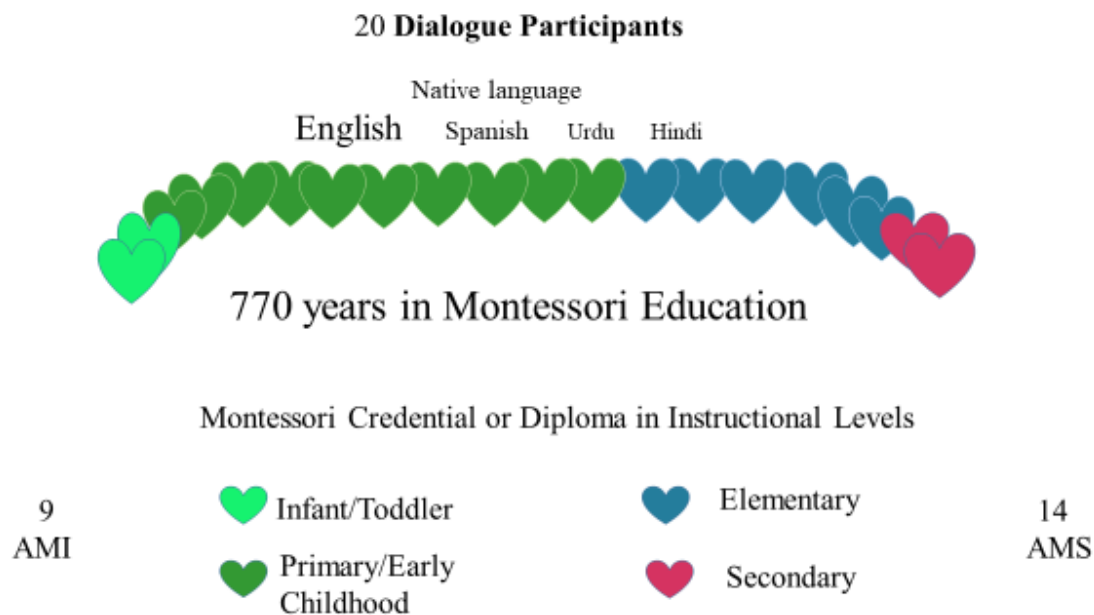 20 Dialogue Participants
Native language
English Spanish Urdu Hindi
770 years in Montessori Education
Montessori Credential or Diploma in Instructional Levels
9
AMI
Infant/Toddler
Primary/Early
Childhood
Elementary
Secondary
14
AMS